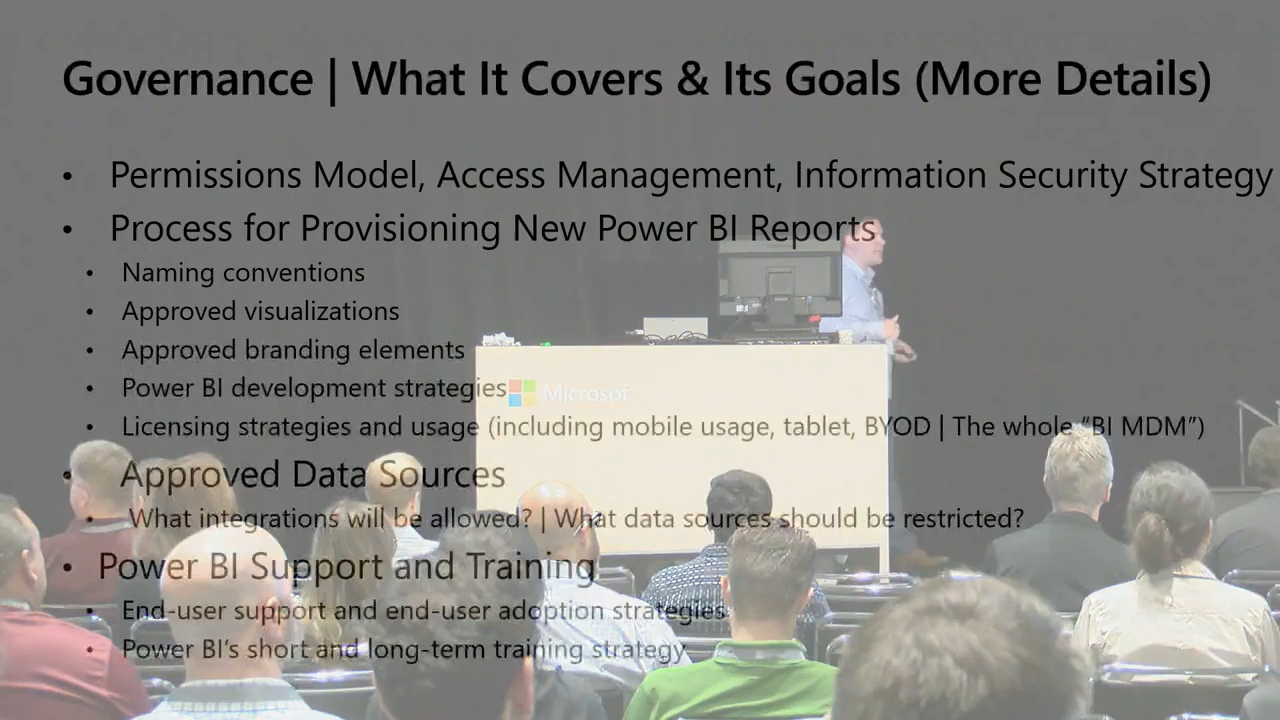 Governance | What It Covers & Its Goals (More Details)
• Permissions Model, Access Management, Information Security Strategy
• Process for Provisioning New Power BI Reports
• Naming conventions
• Approved visualizations
• Approved branding elements
• Power BI development strategies
Microsof
• Licensing strategies and usage (including mobile usage, tablet, BYOD | The whole “BI MDM”)
• Approved Data Sources
• What integrations will be allowed? | What data sources should be restricted?
• Power BI Support and Training
• End-user support and end-user adoption strategies
• Power BI’s short and long-term training strategy